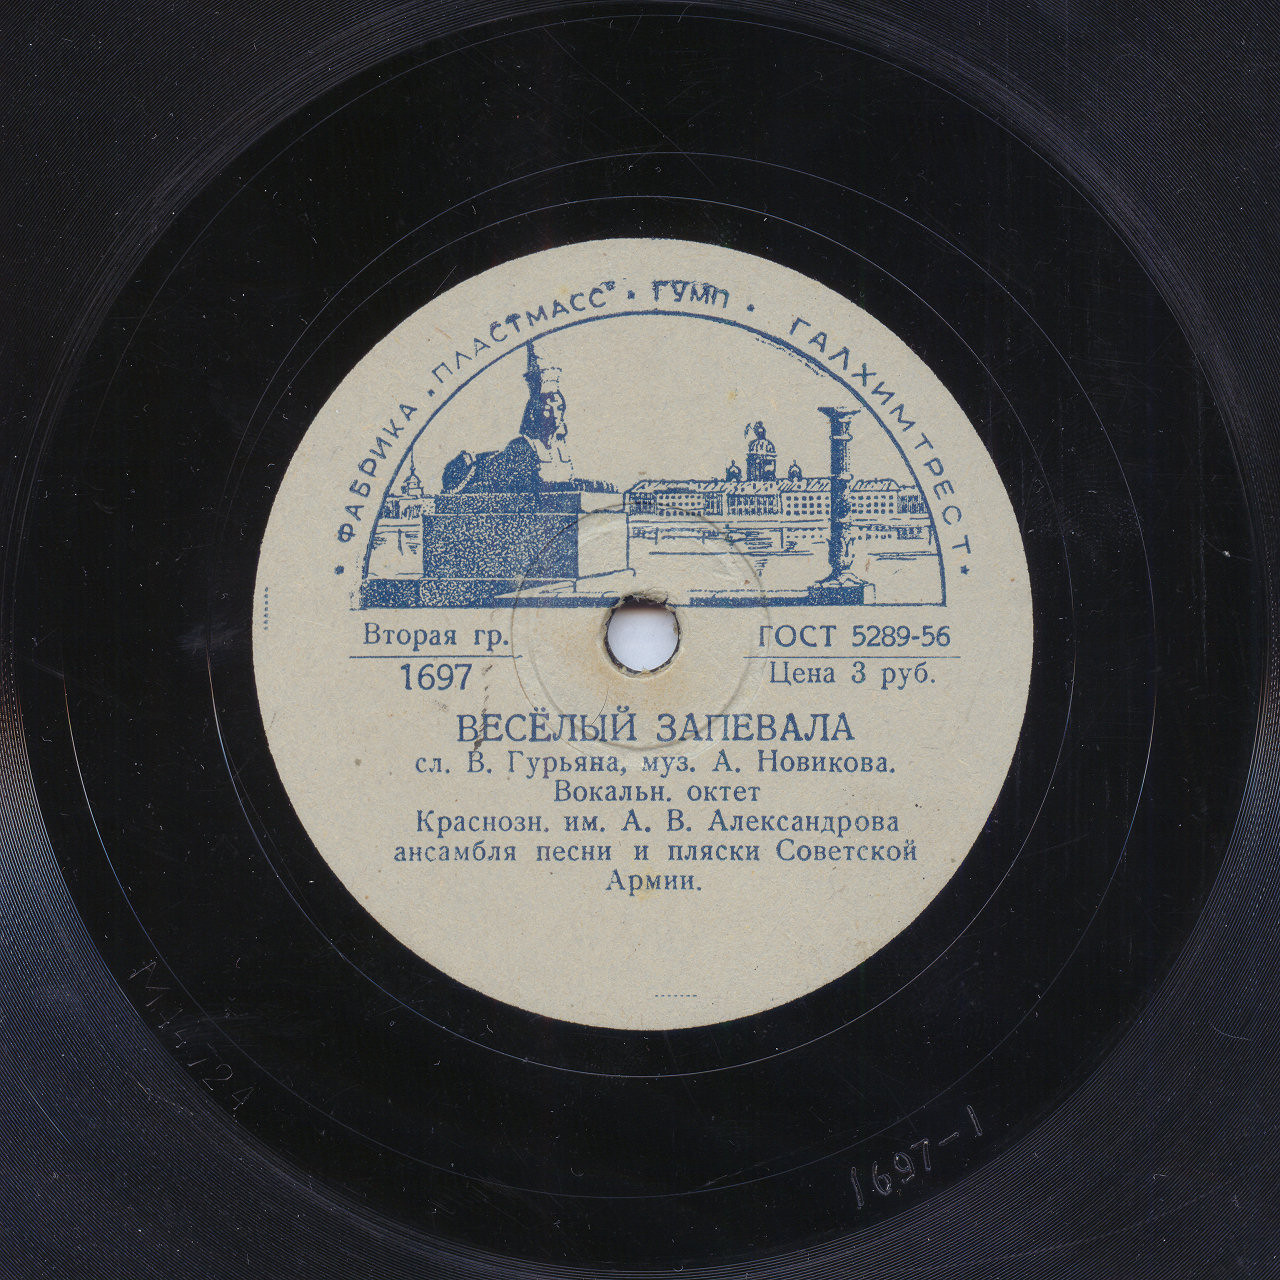 * ФАБРИКА „ПЛАСТМАСС" • ГУМП • ГАЛХИМТРЕСТ *
Вторая гр.
1697
ГОСТ 5289-56
Цена 3 руб.
ВЕСЁЛЫЙ ЗАПЕВАЛА
сл. В. Гурьяна, муз. А. Новикова.
Вокальн. октет
Краснозн. им. А. В. Александрова
ансамбля песни и пляски Советской
Армии.
1697-1